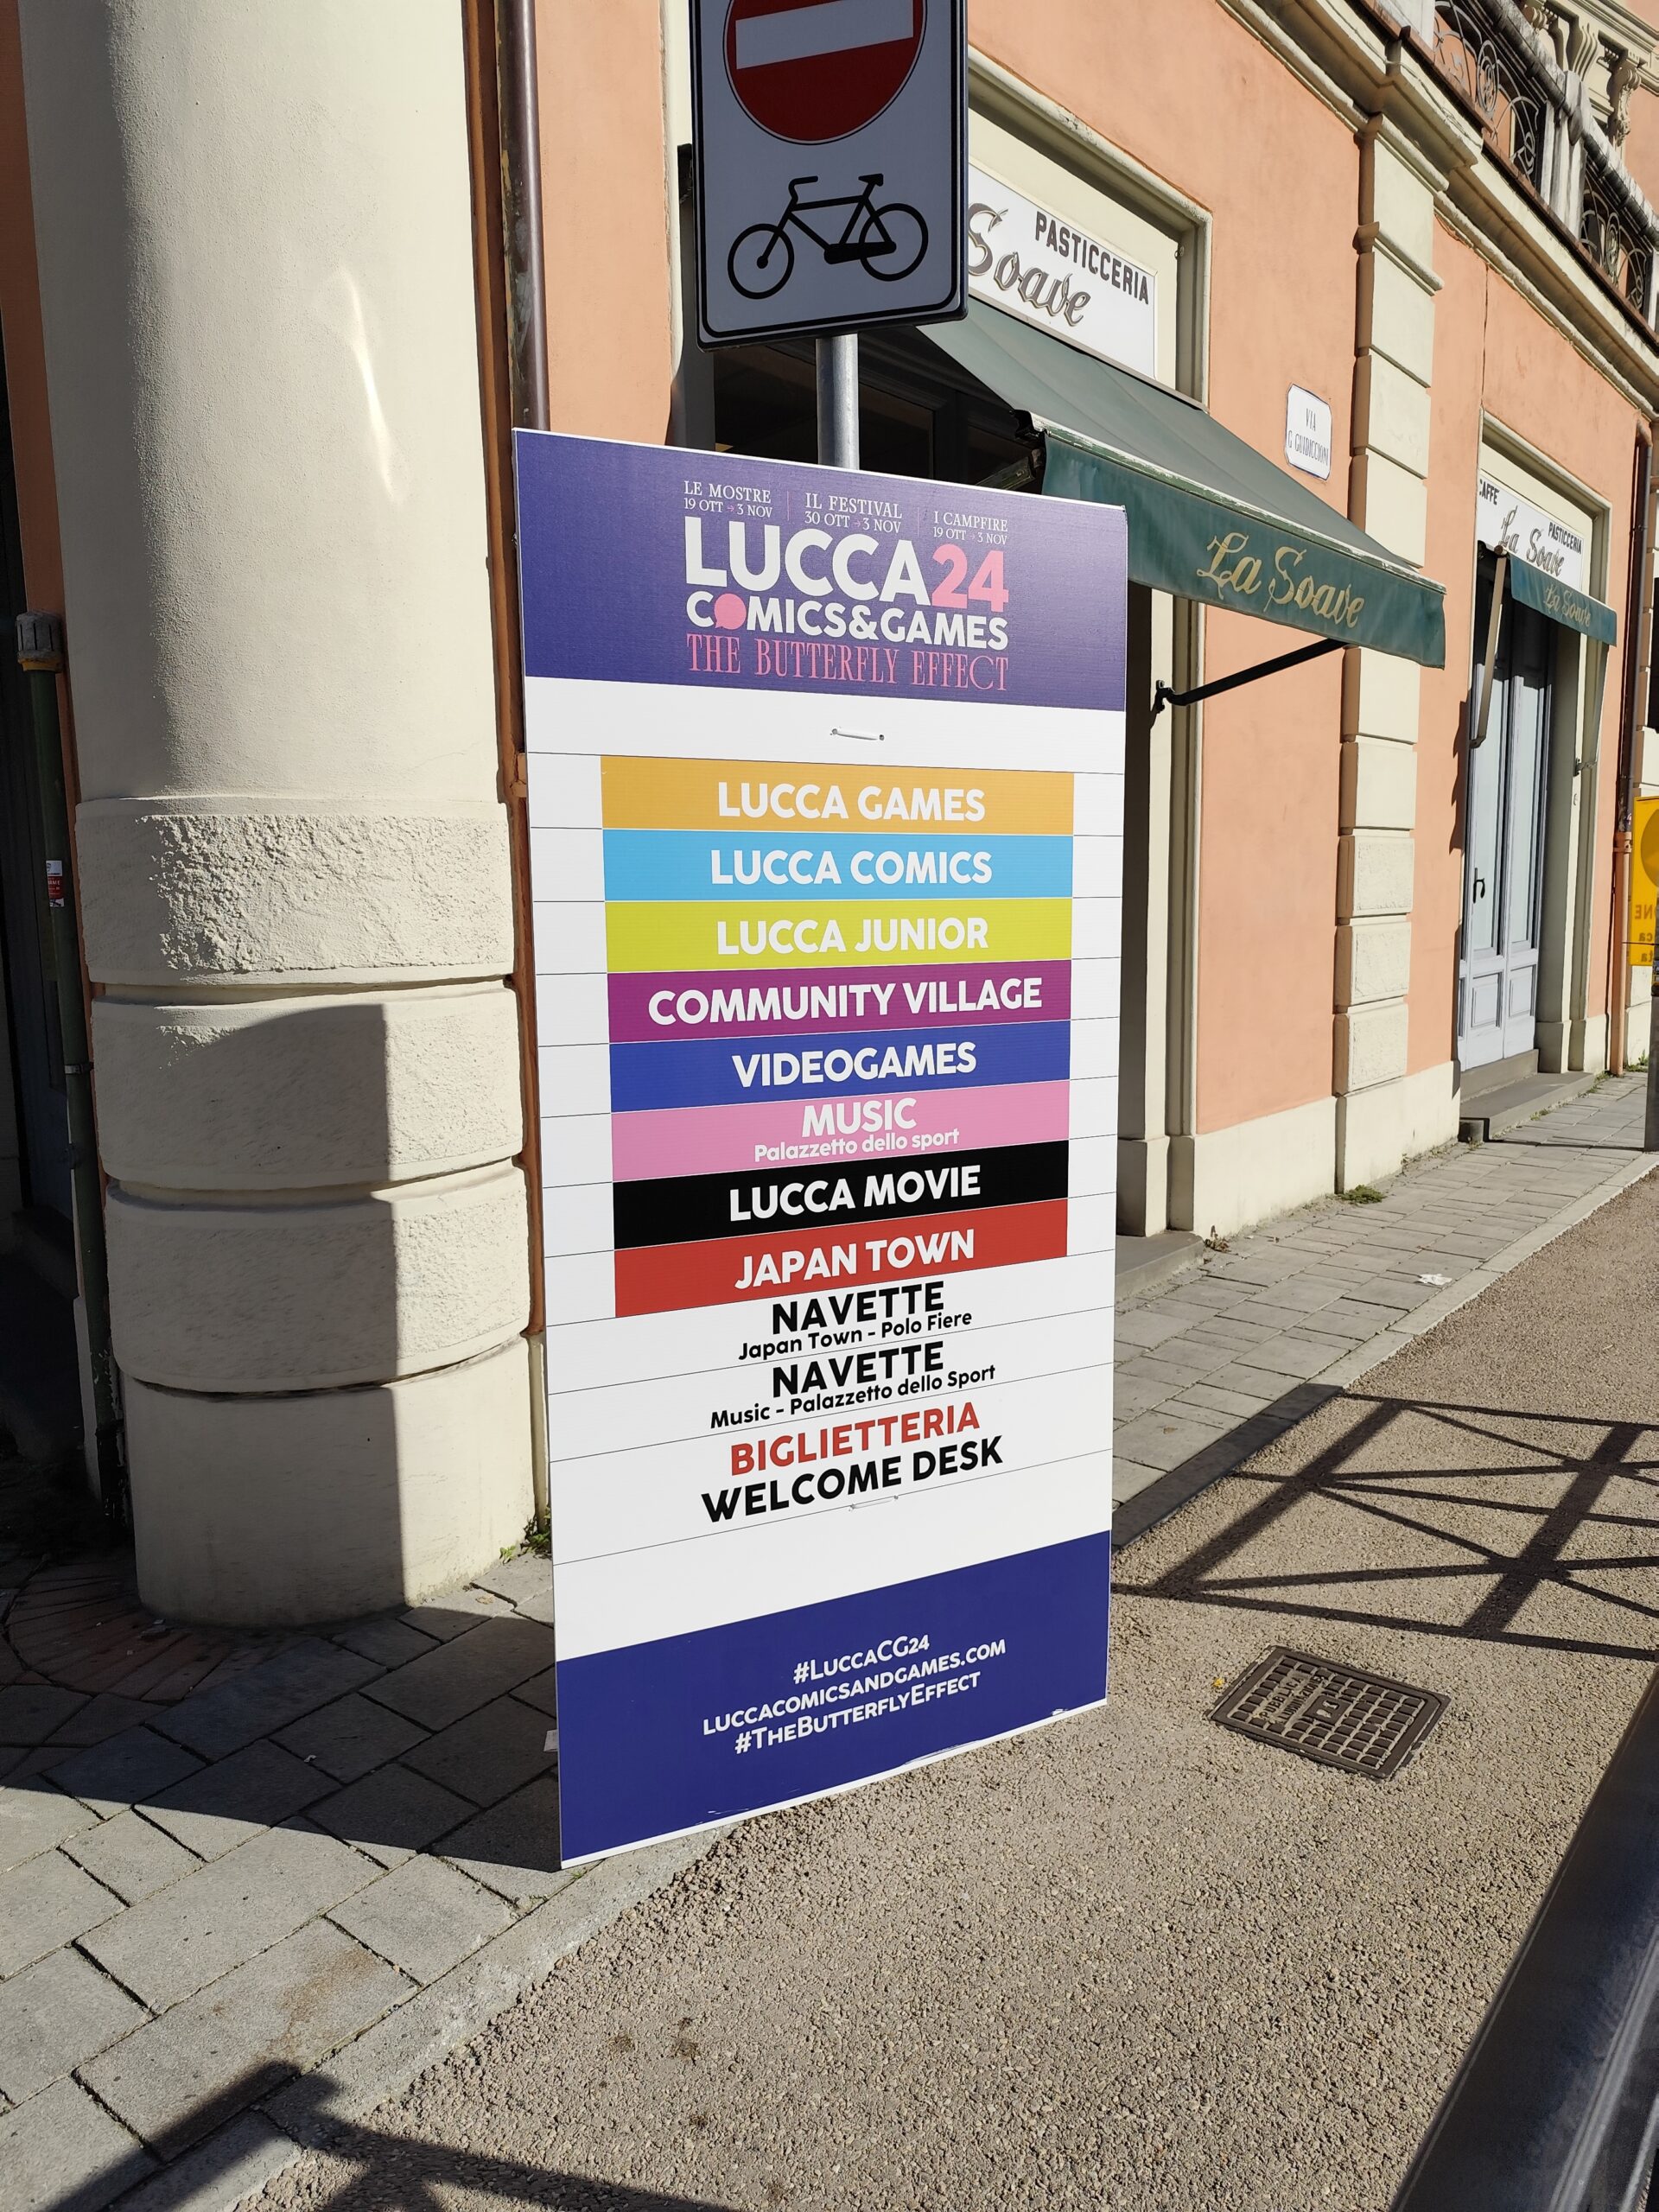 PASTICCERIA
Soave
VIA
G. GUIDICCIONI
CAFFE
PASTICCERIA
La Soave
La Soave
La Soave
LE MOSTRE
19 OTT → 3 NOV
IL FESTIVAL
30 OTT → 3 NOV
I CAMPFIRE
19 OTT → 3 NOV
LUCCA24
COMICS&GAMES
THE BUTTERFLY EFFECT
LUCCA GAMES
LUCCA COMICS
LUCCA JUNIOR
COMMUNITY VILLAGE
VIDEOGAMES
MUSIC
Palazzetto dello sport
LUCCA MOVIE
JAPAN TOWN
NAVETTE
Japan Town - Polo Fiere
NAVETTE
Music - Palazzetto dello Sport
BIGLIETTERIA
WELCOME DESK
#LUCCACG24
LUCCACOMICSANDGAMES.COM
#THEBUTTERFLYEFFECT